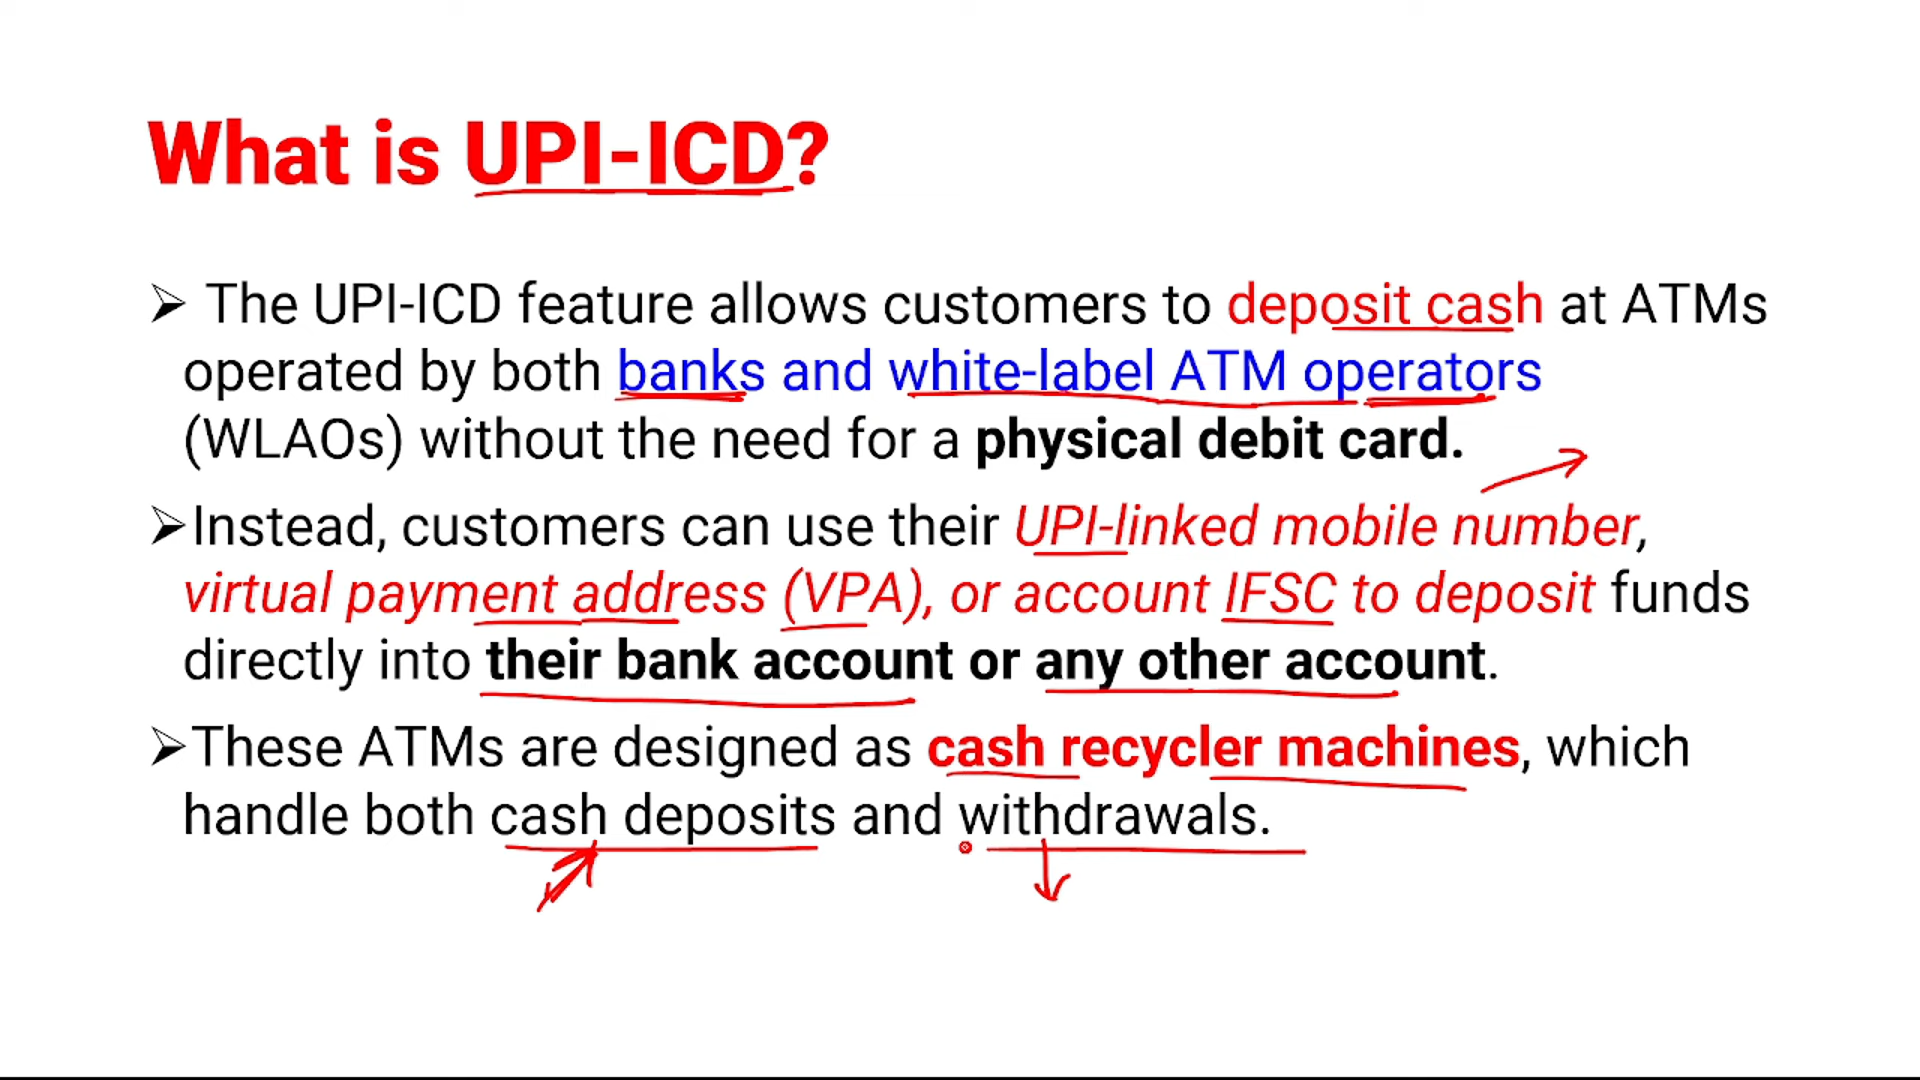 What is UPI-ICD?
➢ The UPI-ICD feature allows customers to deposit cash at ATMs
operated by both banks and white-label ATM operators
(WLAOs) without the need for a physical debit card.
➢Instead, customers can use their UPI-linked mobile number,
virtual payment address (VPA), or account IFSC to deposit funds
directly into their bank account or any other account.
➢These ATMs are designed as cash recycler machines, which
handle both cash deposits and withdrawals.